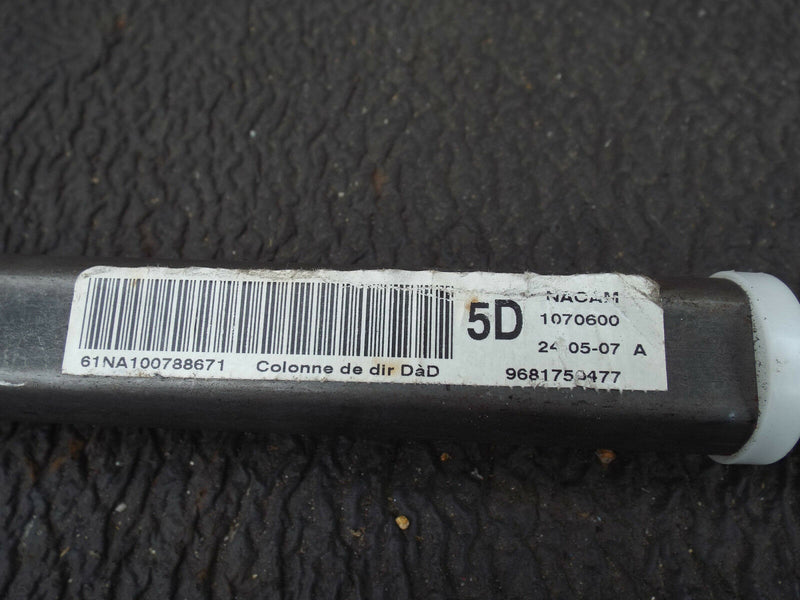 5D
NACAM
1070600
24-05-07 A
61NA100788671 Colonne de dir DàD
9681750477